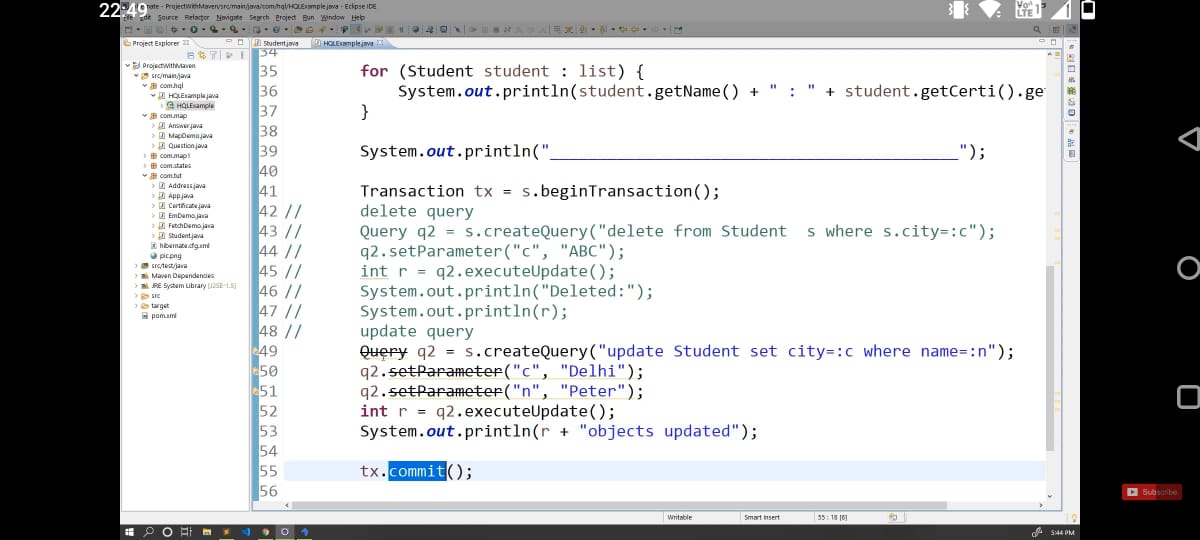 22:49
nate - ProjectWithMaven/src/main/java/com/hql/HQLExample.java - Eclipse IDE
Edit Source Refactor Navigate Search Project Run Window Help
Project Explorer
Student.java HQLExample.java
ProjectWithMaven
src/main/java
com.hql
HQLExample.java
HQLExample
com.map
Answer.java
MapDemo.java
Question.java
com.map1
com.states
com.tut
Address.java
App.java
Certificate.java
EmDemo.java
FetchDemo.java
Student.java
hibernate.cfg.xml
pic.png
src/test/java
Maven Dependencies
JRE System Library [J2SE-1.5]
src
target
pom.xml
34
35 for (Student student : list) {
36 System.out.println(student.getName() + " : " + student.getCerti().ge
37 }
38
39 System.out.println("____________________________________________");
40
41 Transaction tx = s.beginTransaction();
42 // delete query
43 // Query q2 = s.createQuery("delete from Student  s where s.city=:c");
44 // q2.setParameter("c", "ABC");
45 // int r = q2.executeUpdate();
46 // System.out.println("Deleted:");
47 // System.out.println(r);
48 // update query
49 Query q2 = s.createQuery("update Student set city=:c where name=:n");
50 q2.setParameter("c", "Delhi");
51 q2.setParameter("n", "Peter");
52 int r = q2.executeUpdate();
53 System.out.println(r + "objects updated");
54
55 tx.commit();
56
Writable Smart Insert 55 : 18 [6]
Subscribe
5:44 PM